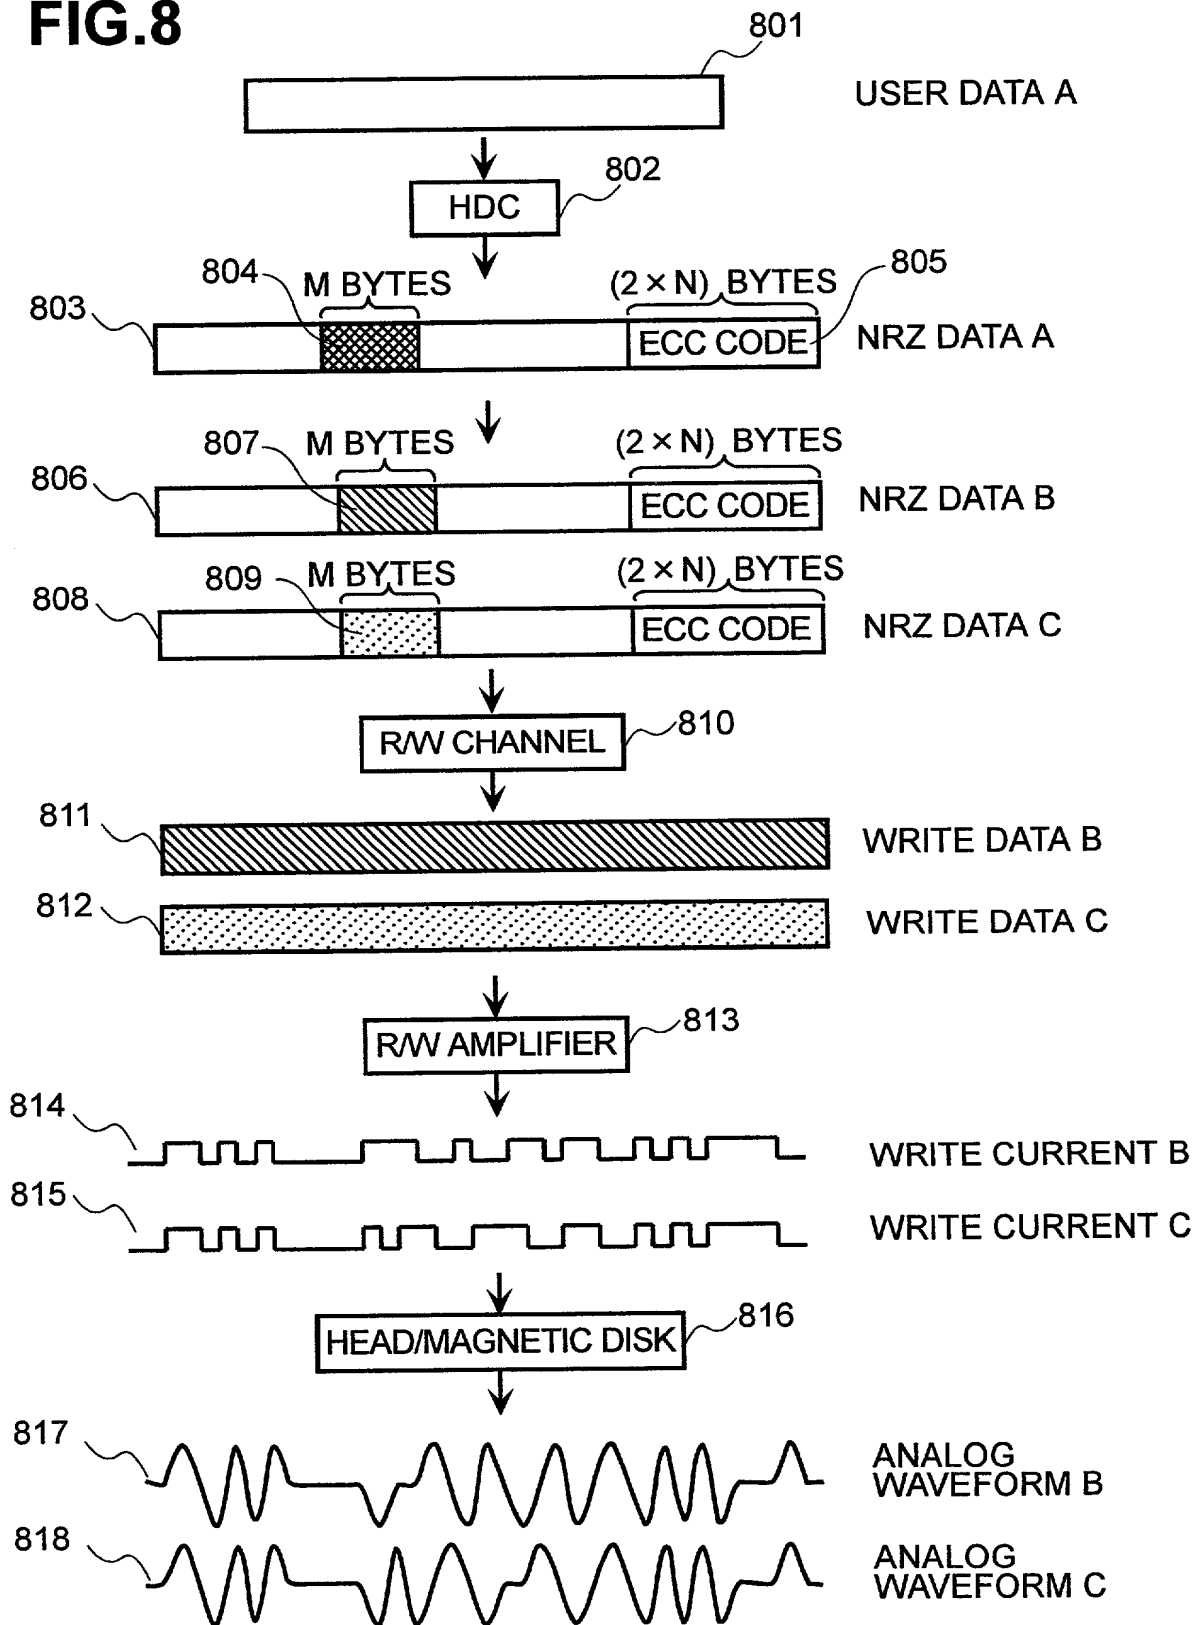 FIG.8
801
USER DATA A
802
HDC
804
M BYTES
(2 × N) BYTES
805
803
ECC CODE
NRZ DATA A
807
M BYTES
(2 × N) BYTES
806
ECC CODE
NRZ DATA B
809
M BYTES
(2 × N) BYTES
808
ECC CODE
NRZ DATA C
R/W CHANNEL
810
811
WRITE DATA B
812
WRITE DATA C
R/W AMPLIFIER
813
814
WRITE CURRENT B
815
WRITE CURRENT C
HEAD/MAGNETIC DISK
816
817
ANALOG
WAVEFORM B
818
ANALOG
WAVEFORM C